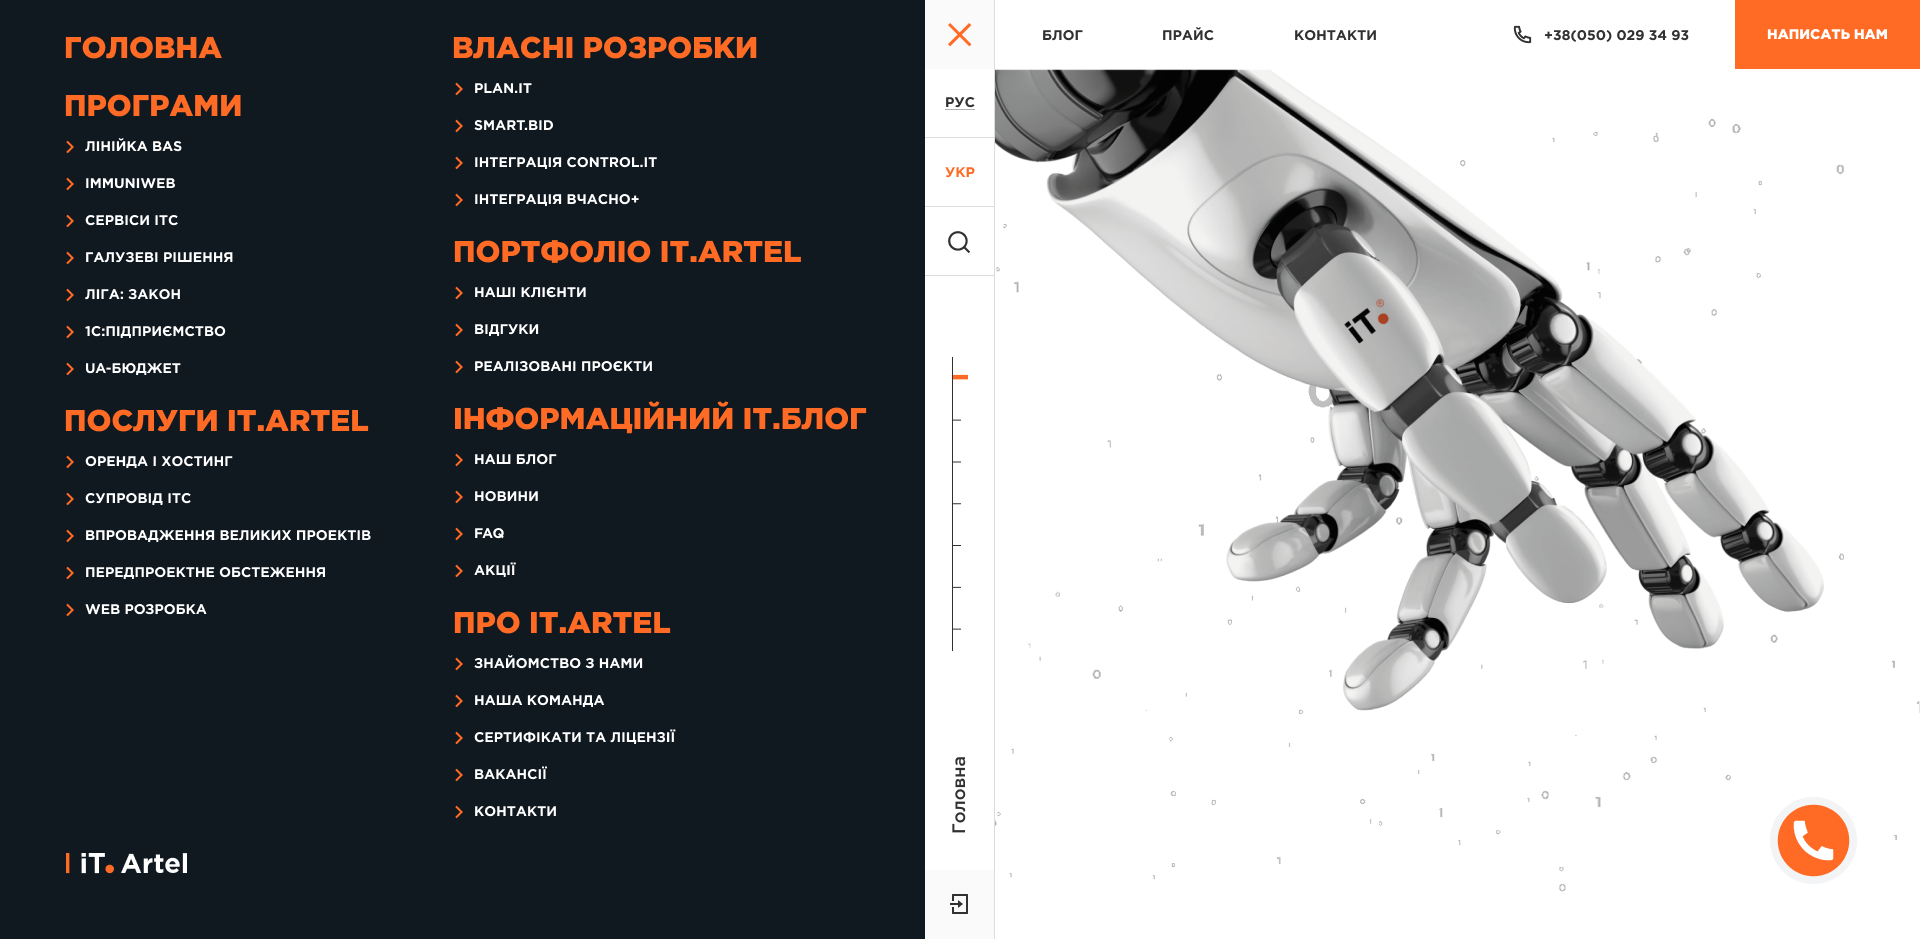 ГОЛОВНА
ПРОГРАМИ
ЛІНІЙКА BAS
IMMUNIWEB
СЕРВІСИ ІТС
ГАЛУЗЕВІ РІШЕННЯ
ЛІГА: ЗАКОН
1С:ПІДПРИЄМСТВО
UA-БЮДЖЕТ
ПОСЛУГИ IT.ARTEL
ОРЕНДА І ХОСТИНГ
СУПРОВІД ІТС
ВПРОВАДЖЕННЯ ВЕЛИКИХ ПРОЕКТІВ
ПЕРЕДПРОЕКТНЕ ОБСТЕЖЕННЯ
WEB РОЗРОБКА
iT. Artel
ВЛАСНІ РОЗРОБКИ
PLAN.IT
SMART.BID
ІНТЕГРАЦІЯ CONTROL.IT
ІНТЕГРАЦІЯ ВЧАСНО+
ПОРТФОЛІО IT.ARTEL
НАШІ КЛІЄНТИ
ВІДГУКИ
РЕАЛІЗОВАНІ ПРОЄКТИ
ІНФОРМАЦІЙНИЙ IT.БЛОГ
НАШ БЛОГ
НОВИНИ
FAQ
АКЦІЇ
ПРО IT.ARTEL
ЗНАЙОМСТВО З НАМИ
НАША КОМАНДА
СЕРТИФІКАТИ ТА ЛІЦЕНЗІЇ
ВАКАНСІЇ
КОНТАКТИ
РУС
УКР
Головна
БЛОГ
ПРАЙС
КОНТАКТИ
+38(050) 029 34 93
НАПИСАТЬ НАМ
iT.®